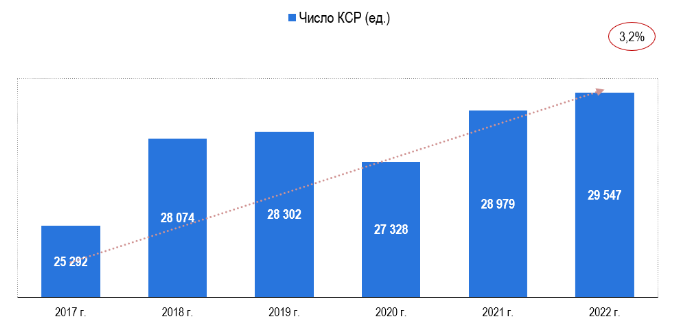 Число КСР (ед.)
3,2%
25 292
28 074
28 302
27 328
28 979
29 547
2017 г.
2018 г.
2019 г.
2020 г.
2021 г.
2022 г.